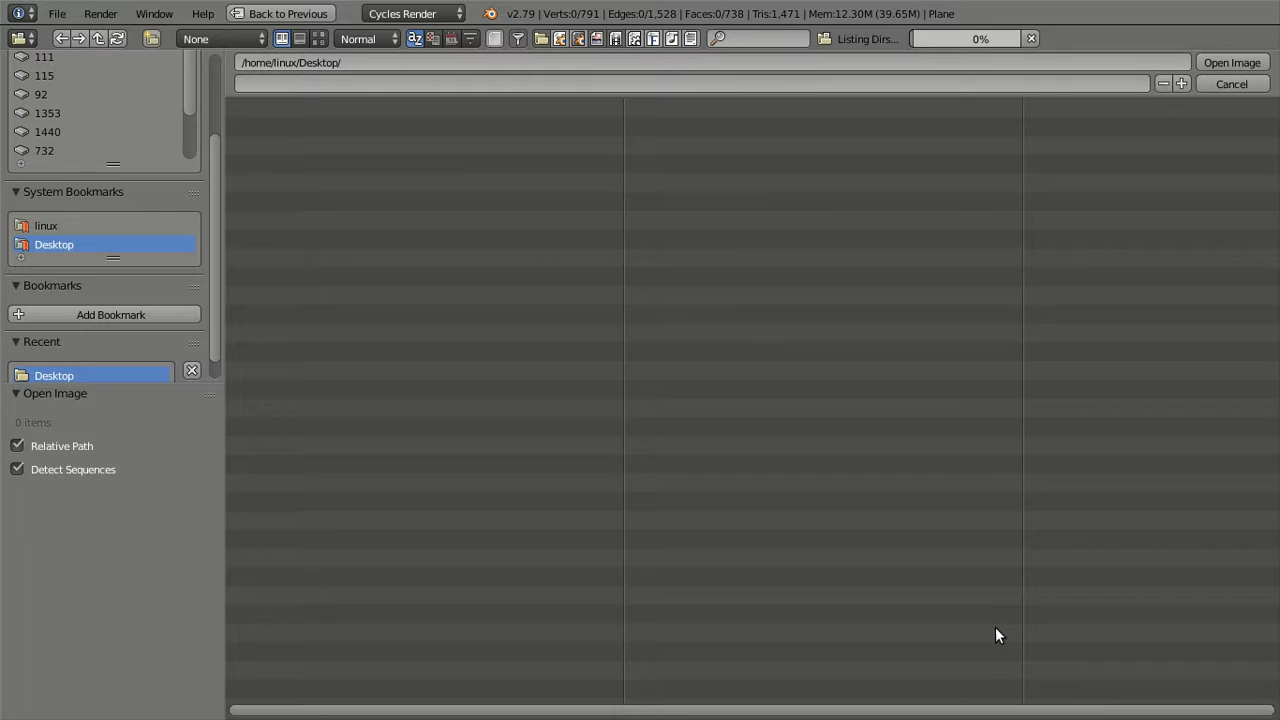 File Render Window Help Back to Previous Cycles Render v2.79 | Verts:0/791 | Edges:0/1,528 | Faces:0/738 | Tris:1,471 | Mem:12.30M (39.65M) | Plane
None Normal Listing Dirs... 0%
/home/linux/Desktop/ Open Image
Cancel
111
115
92
1353
1440
732
System Bookmarks
linux
Desktop
Bookmarks
Add Bookmark
Recent
Desktop
Open Image
0 items
Relative Path
Detect Sequences